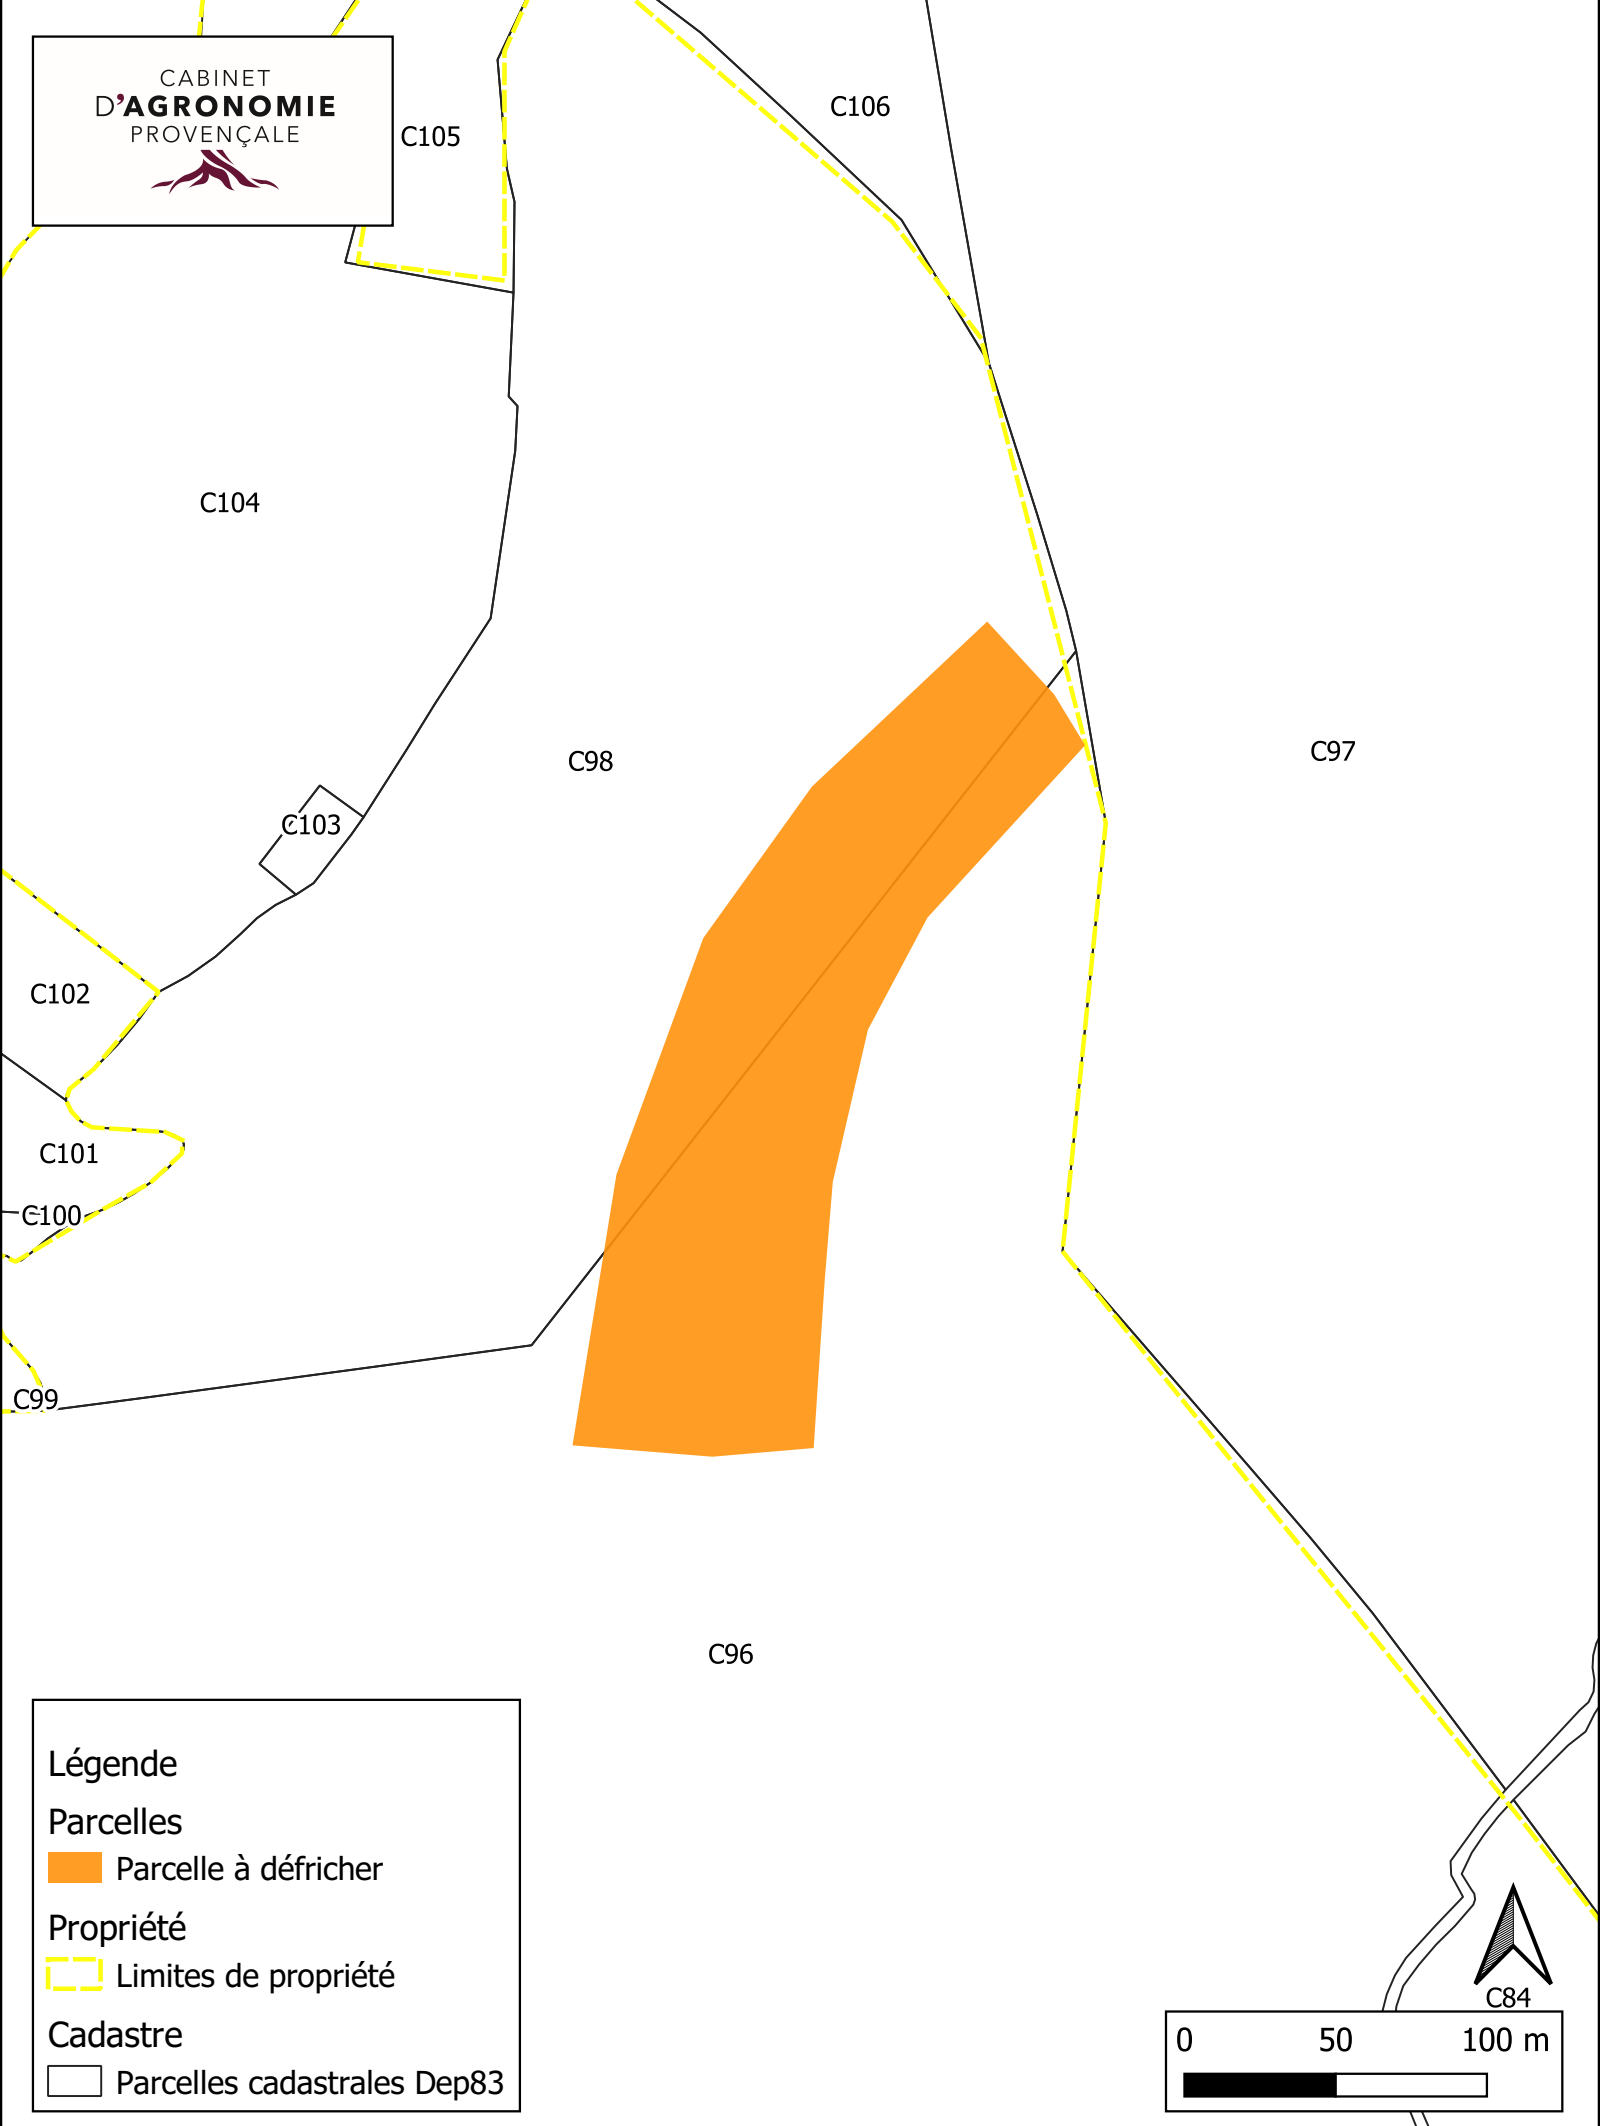 CABINET
D'AGRONOMIE
PROVENÇALE
C105
C106
C104
C98
C97
C103
C102
C101
C100
C99
C96
Légende
Parcelles
Parcelle à défricher
Propriété
Limites de propriété
Cadastre
Parcelles cadastrales Dep83
C84
0 50 100 m